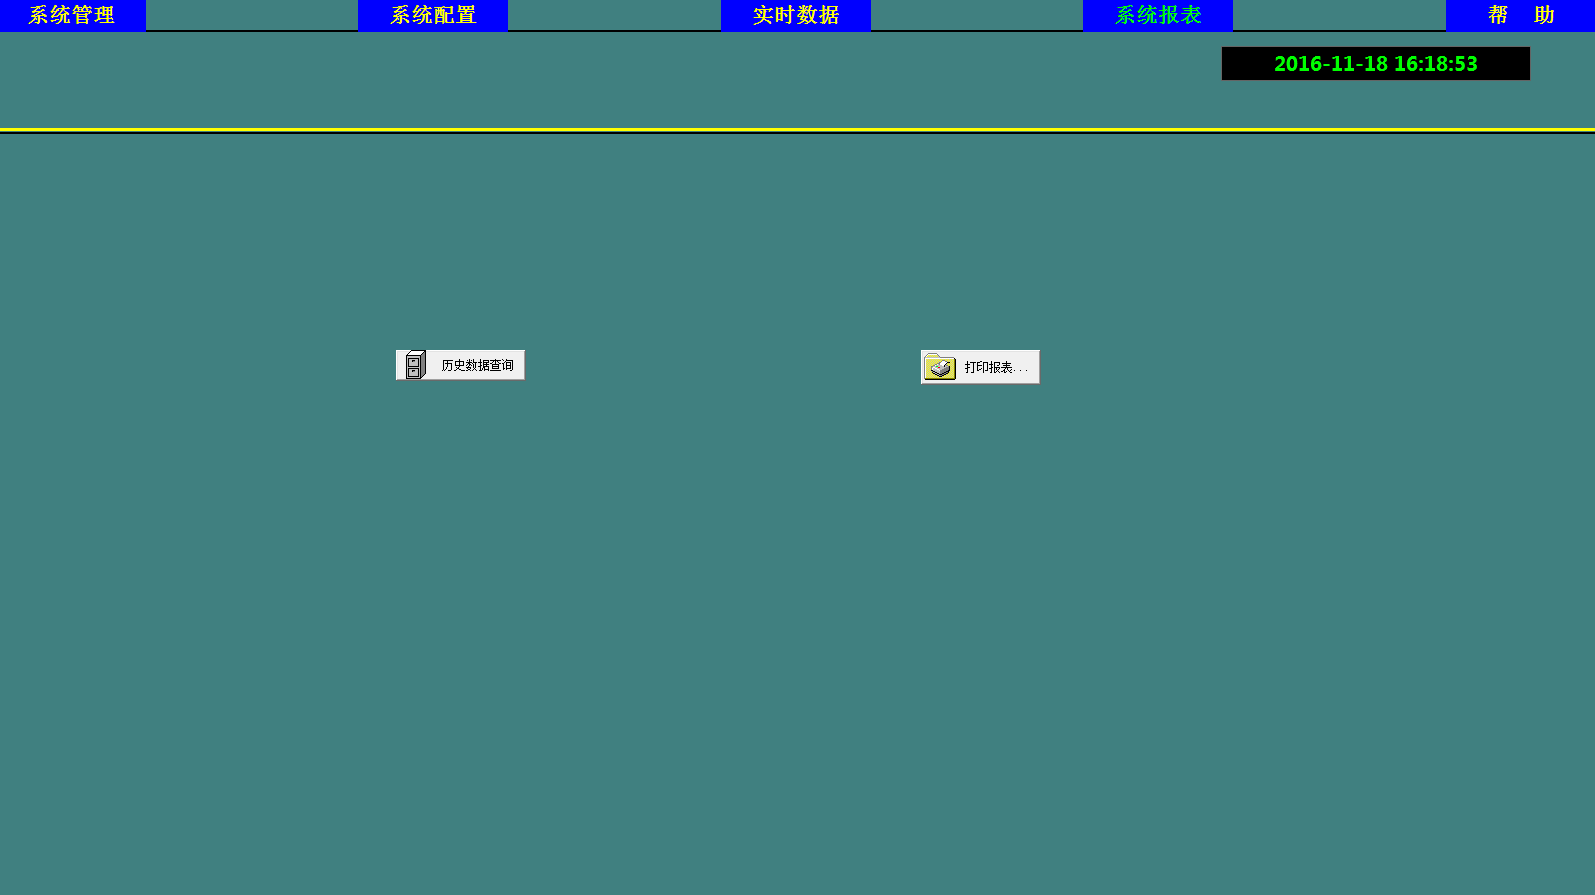 系统管理 系统配置 实时数据 系统报表 帮 助
2016-11-18 16:18:53
历史数据查询 打印报表...